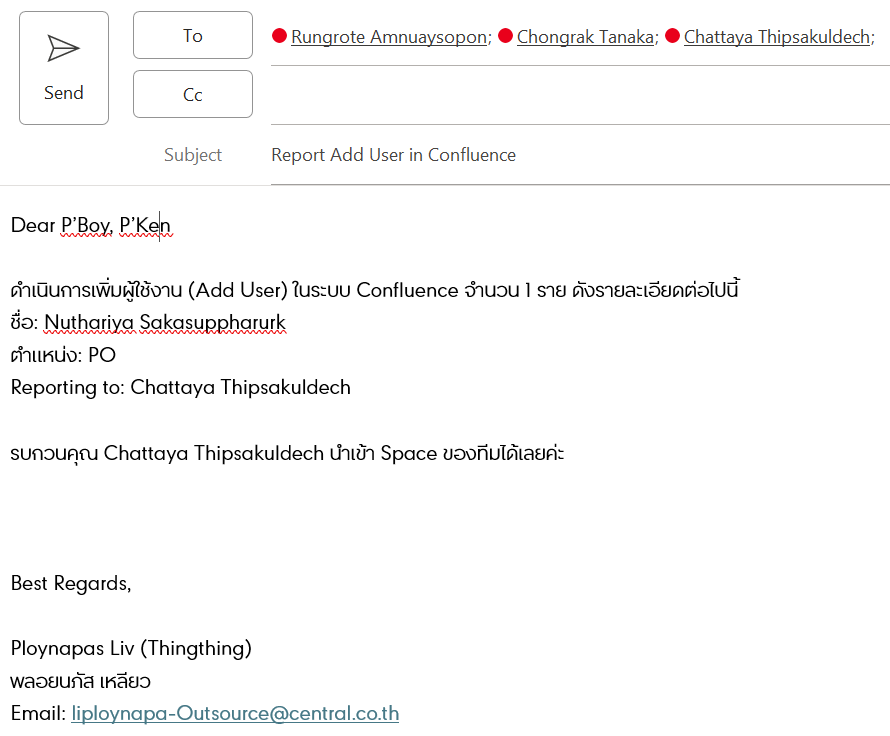 Send
To
Rungrote Amnuaysopon; Chongrak Tanaka; Chattaya Thipsakuldech;
Cc
Subject
Report Add User in Confluence
Dear P'Boy, P'Ken
ดำเนินการเพิ่มผู้ใช้งาน (Add User) ในระบบ Confluence จำนวน 1 ราย ดังรายละเอียดต่อไปนี้
ชื่อ: Nuthariya Sakasuppharurk
ตำแหน่ง: PO
Reporting to: Chattaya Thipsakuldech
รบกวนคุณ Chattaya Thipsakuldech นำเข้า Space ของทีมได้เลยค่ะ
Best Regards,
Ploynapas Liv (Thingthing)
พลอยนภัส เหลียว
Email: liploynapa-Outsource@central.co.th